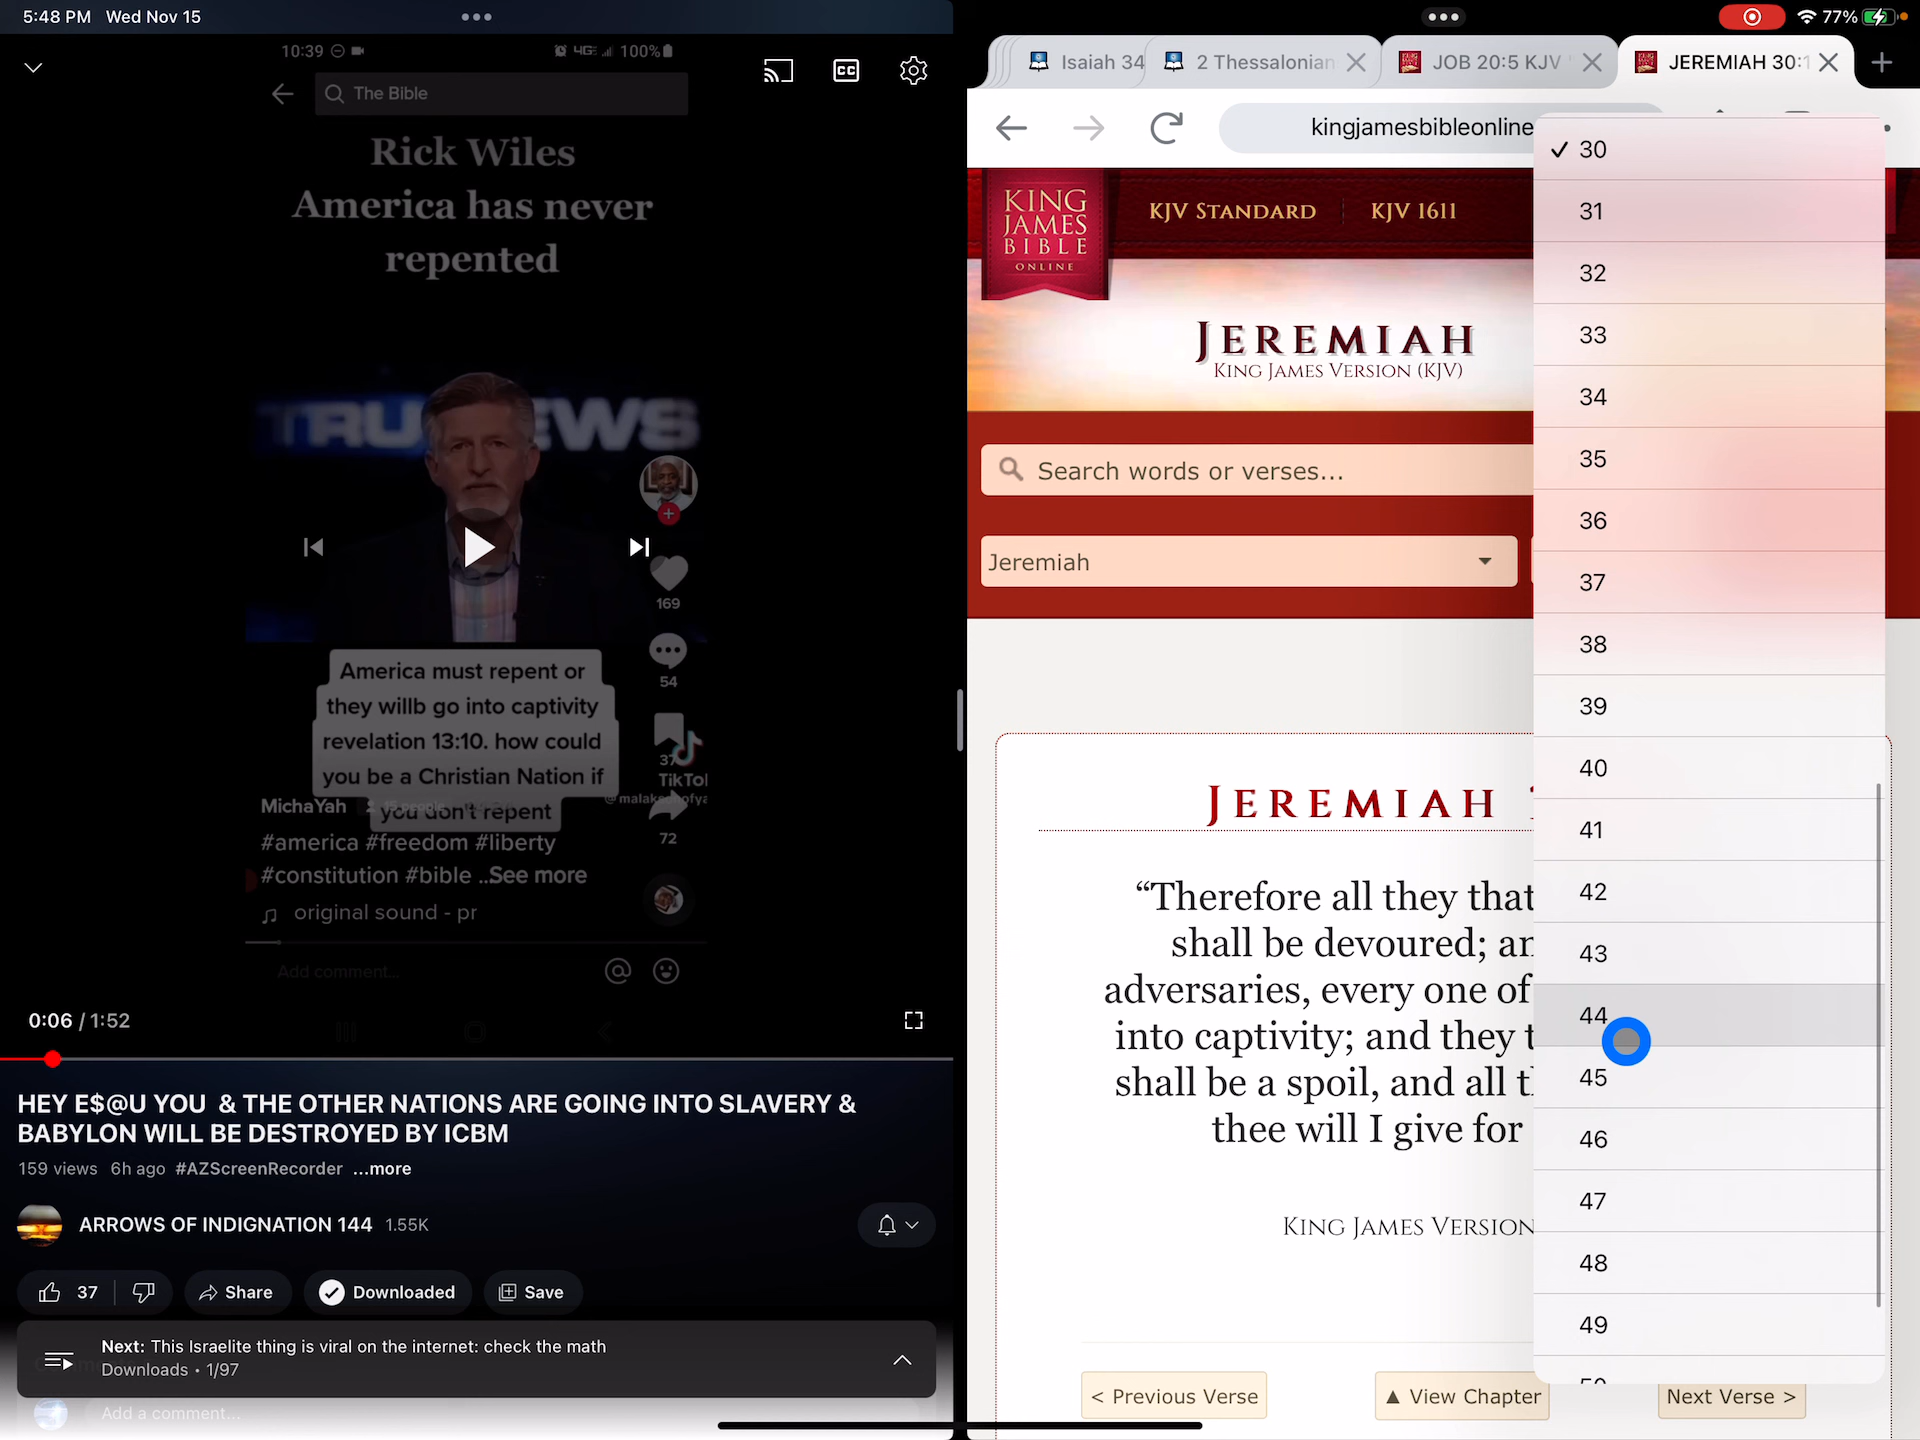 5:48 PM Wed Nov 15
10:39
4G
100%
The Bible
Rick Wiles
America has never
repented
TRU EWS
169
54
America must repent or
they willb go into captivity
revelation 13:10. how could
you be a Christian Nation if
you don't repent
TikTok
MichaYah
72
#america #freedom #liberty
#constitution #bible ..See more
original sound - pr
Add comment...
0:06 / 1:52
HEY E$@U YOU & THE OTHER NATIONS ARE GOING INTO SLAVERY &
BABYLON WILL BE DESTROYED BY ICBM
159 views 6h ago #AZScreenRecorder ...more
ARROWS OF INDIGNATION 144 1.55K
37
Share
Downloaded
Save
Next: This Israelite thing is viral on the internet: check the math
Downloads • 1/97
Add a comment...
77%
Isaiah 34
2 Thessalonian
JOB 20:5 KJV
JEREMIAH 30:1
kingjamesbibleonline
KING
JAMES
BIBLE
ONLINE
KJV STANDARD
KJV 1611
JEREMIAH
KING JAMES VERSION (KJV)
Search words or verses...
Jeremiah
JEREMIAH
“Therefore all they that
shall be devoured; an
adversaries, every one of
into captivity; and they t
shall be a spoil, and all t
thee will I give for
KING JAMES VERSION
< Previous Verse
▲ View Chapter
Next Verse >
✓ 30
31
32
33
34
35
36
37
38
39
40
41
42
43
44
45
46
47
48
49